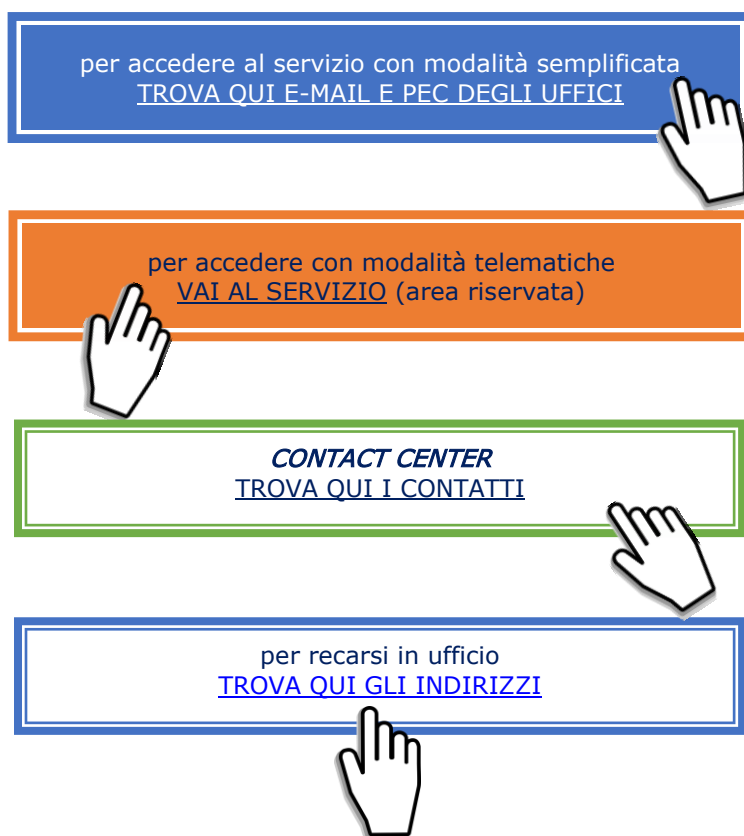 per accedere al servizio con modalità semplificata
TROVA QUI E-MAIL E PEC DEGLI UFFICI
per accedere con modalità telematiche
VAI AL SERVIZIO (area riservata)
CONTACT CENTER
TROVA QUI I CONTATTI
per recarsi in ufficio
TROVA QUI GLI INDIRIZZI